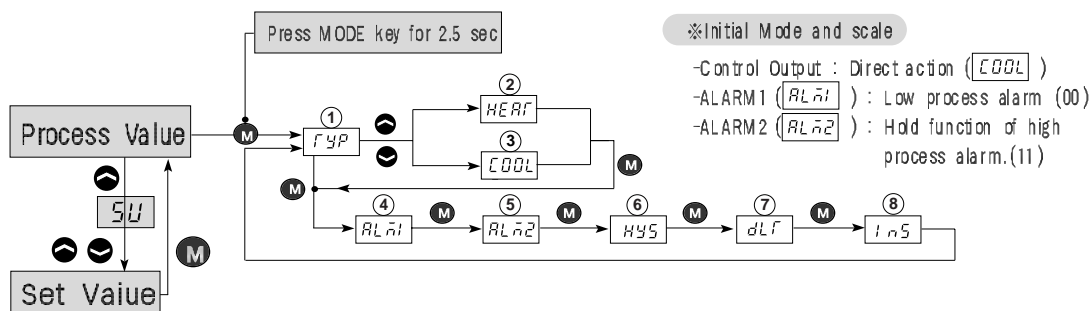 Press MODE key for 2.5 sec
※Initial Mode and scale
-Control Output : Direct action ( COOL )
-ALARM1 ( ALM1 ) : Low process alarm (00)
-ALARM2 ( ALM2 ) : Hold function of high
process alarm.(11)
Process Value
M
① TYP
② HEAT
③ COOL
M
M
④ ALM1
M
⑤ ALM2
M
⑥ HYS
M
⑦ dLT
M
⑧ InS
SU
M
Set Vaiue